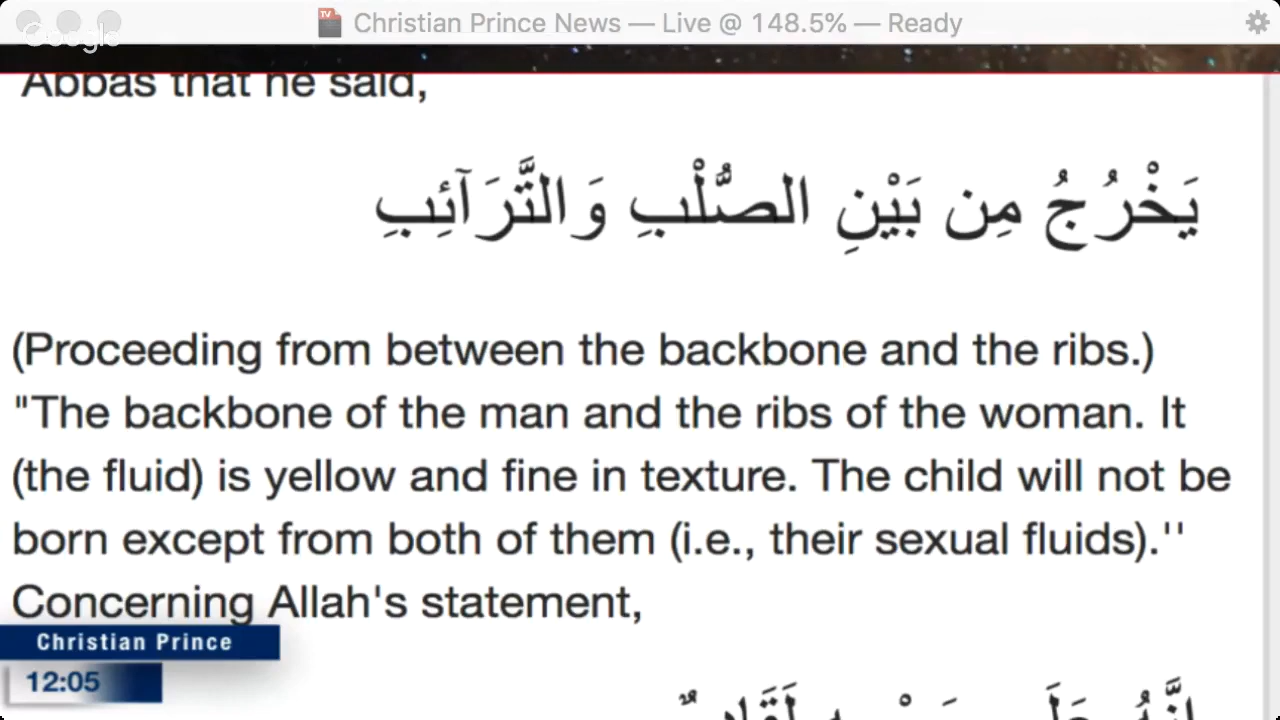 Christian Prince News — Live @ 148.5% — Ready
Google
Abbas that he said,
يَخْرُجُ مِن بَيْنِ الصُّلْبِ وَالتَّرَآئِبِ
(Proceeding from between the backbone and the ribs.)
"The backbone of the man and the ribs of the woman. It
(the fluid) is yellow and fine in texture. The child will not be
born except from both of them (i.e., their sexual fluids).''
Concerning Allah's statement,
Christian Prince
12:05